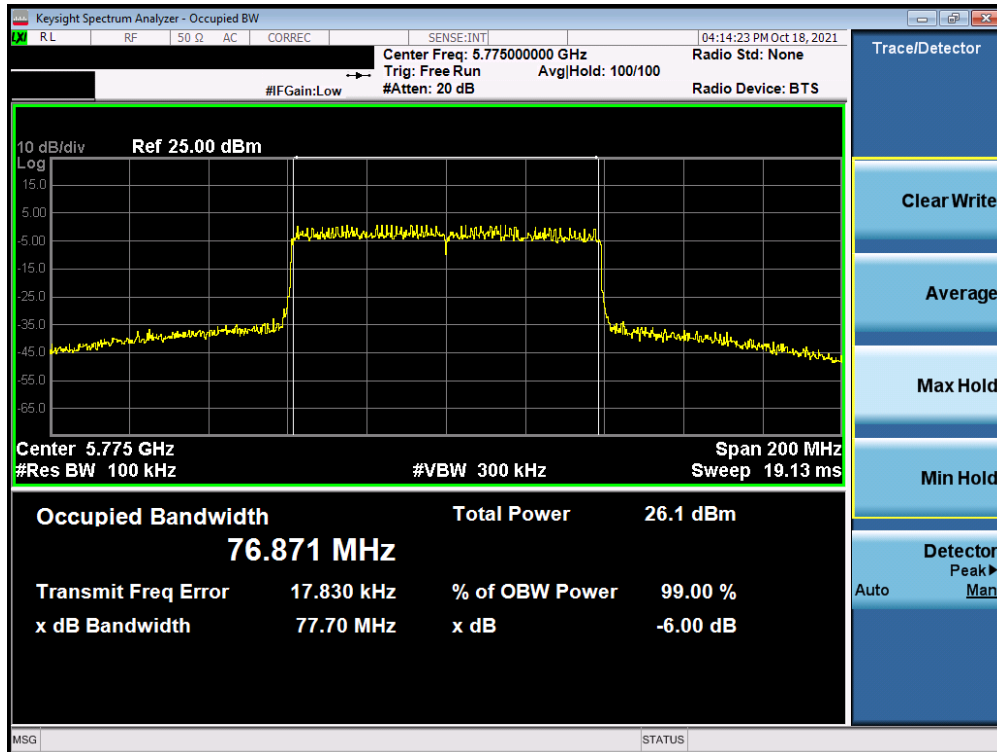 Keysight Spectrum Analyzer - Occupied BW
LXI RL RF 50 Ω AC CORREC SENSE:INT 04:14:23 PM Oct 18, 2021
Center Freq: 5.775000000 GHz Radio Std: None
Trig: Free Run Avg|Hold: 100/100
#IFGain:Low #Atten: 20 dB Radio Device: BTS
Trace/Detector
10 dB/div Ref 25.00 dBm
Log
15.0
5.00
-5.00
-15.0
-25.0
-35.0
-45.0
-55.0
-65.0
Center 5.775 GHz Span 200 MHz
#Res BW 100 kHz #VBW 300 kHz Sweep 19.13 ms
Occupied Bandwidth Total Power 26.1 dBm
76.871 MHz
Transmit Freq Error 17.830 kHz % of OBW Power 99.00 %
x dB Bandwidth 77.70 MHz x dB -6.00 dB
Clear Write
Average
Max Hold
Min Hold
Detector
Peak▶
Auto Man
MSG STATUS